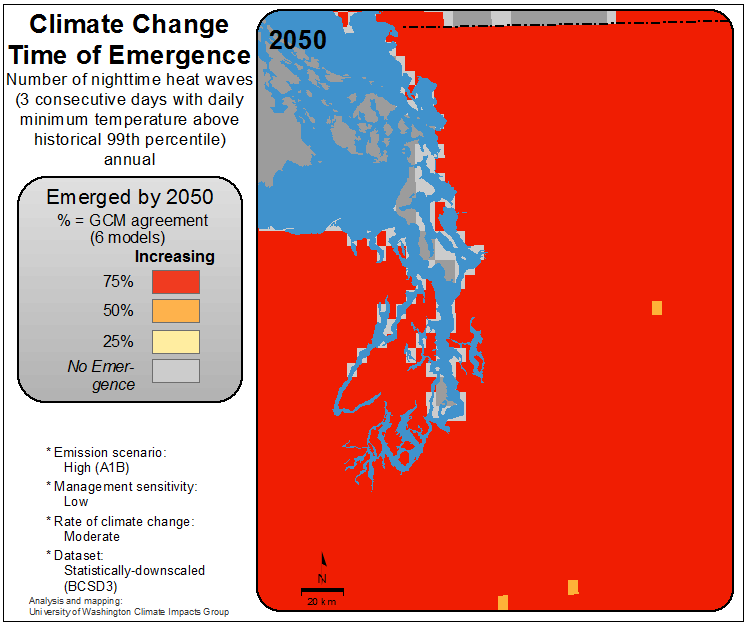 Climate Change
Time of Emergence
Number of nighttime heat waves
(3 consecutive days with daily
minimum temperature above
historical 99th percentile)
annual
Emerged by 2050
% = GCM agreement
(6 models)
Increasing
75%
50%
25%
No Emer-
gence
* Emission scenario:
High (A1B)
* Management sensitivity:
Low
* Rate of climate change:
Moderate
* Dataset:
Statistically-downscaled
(BCSD3)
Analysis and mapping:
University of Washington Climate Impacts Group
2050
N
20 km